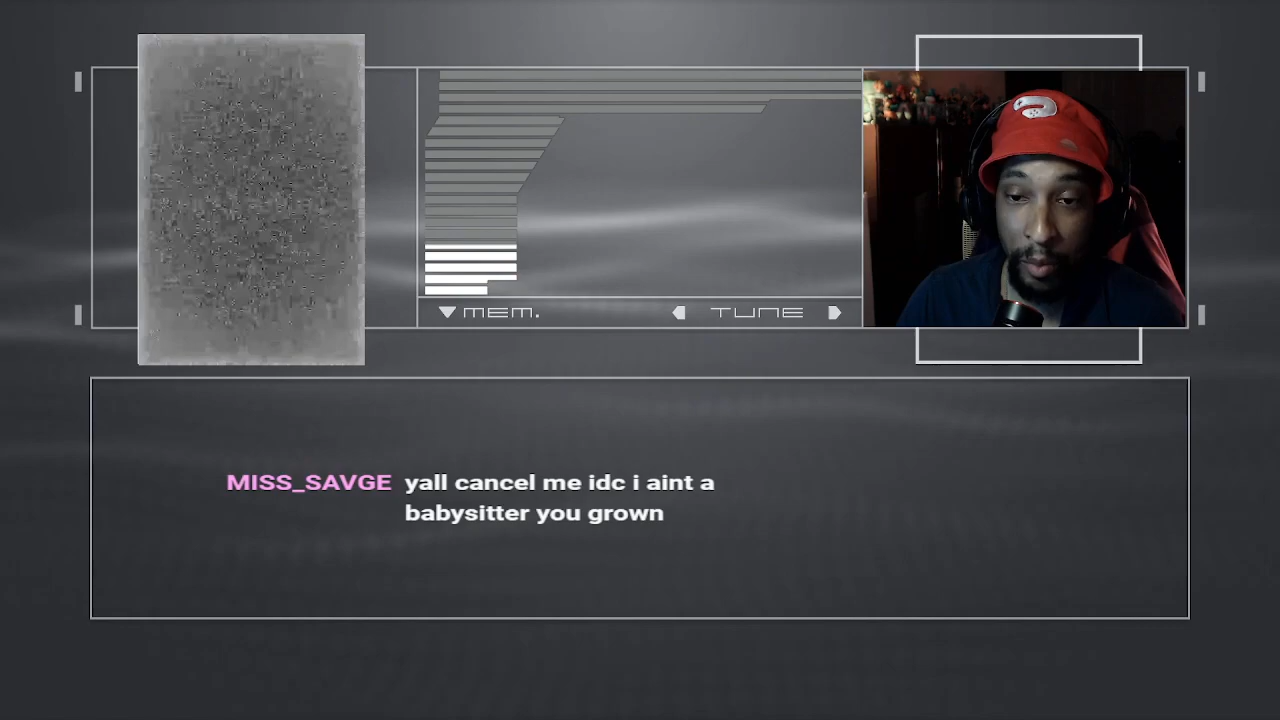 MEM.
TUNE
MISS_SAVGE yall cancel me idc i aint a
babysitter you grown